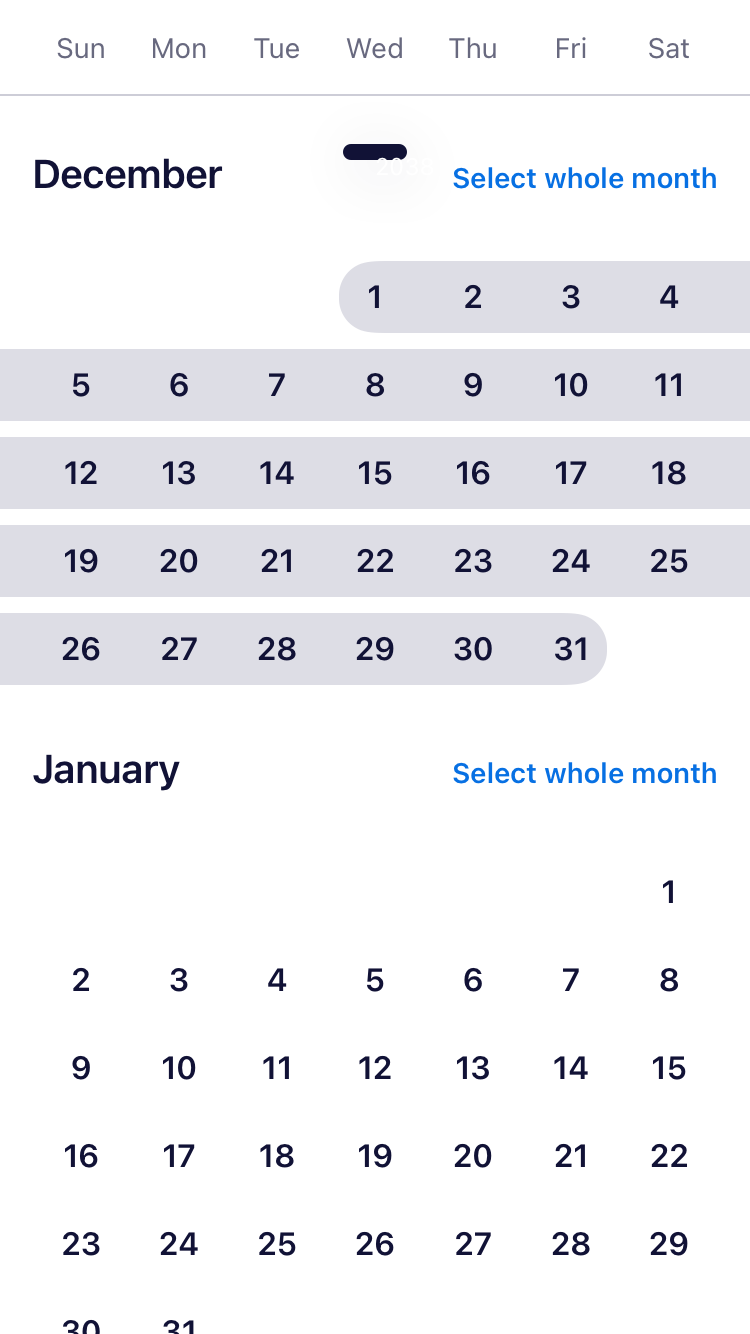 Sun Mon Tue Wed Thu Fri Sat
2038
December Select whole month
1 2 3 4
5 6 7 8 9 10 11
12 13 14 15 16 17 18
19 20 21 22 23 24 25
26 27 28 29 30 31
January Select whole month
1
2 3 4 5 6 7 8
9 10 11 12 13 14 15
16 17 18 19 20 21 22
23 24 25 26 27 28 29
30 31